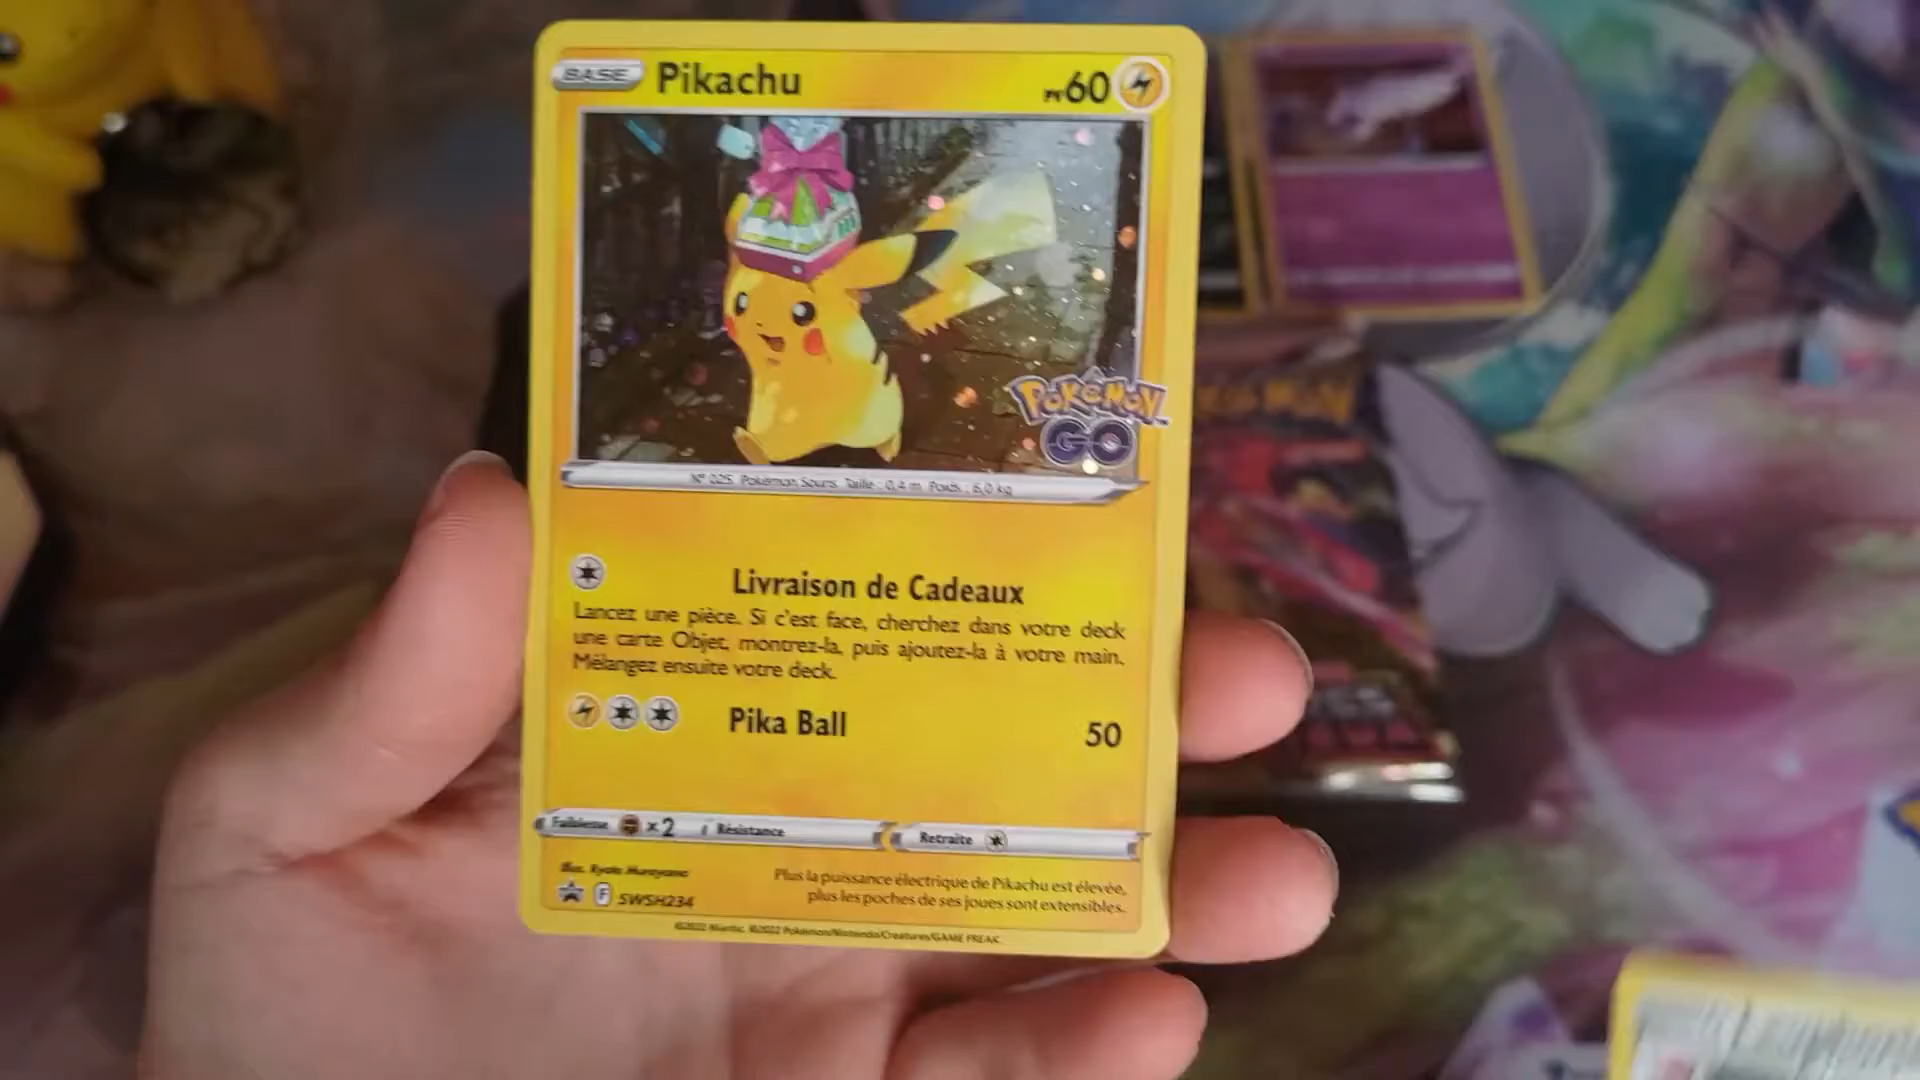 BASE Pikachu PV60
POKÉMON
GO
N° 025 Pokémon Souris Taille : 0,4 m Poids : 6,0 kg
Livraison de Cadeaux
Lancez une pièce. Si c'est face, cherchez dans votre deck
une carte Objet, montrez-la, puis ajoutez-la à votre main.
Mélangez ensuite votre deck.
Pika Ball 50
Faiblesse ×2 Résistance Retraite
Illus. Kyoko
Plus la puissance électrique de Pikachu est élevée,
plus les poches de ses joues sont extensibles.
F SWSH234
©2022 Niantic. ©2022 Pokémon/Nintendo/Creatures/GAME FREAK